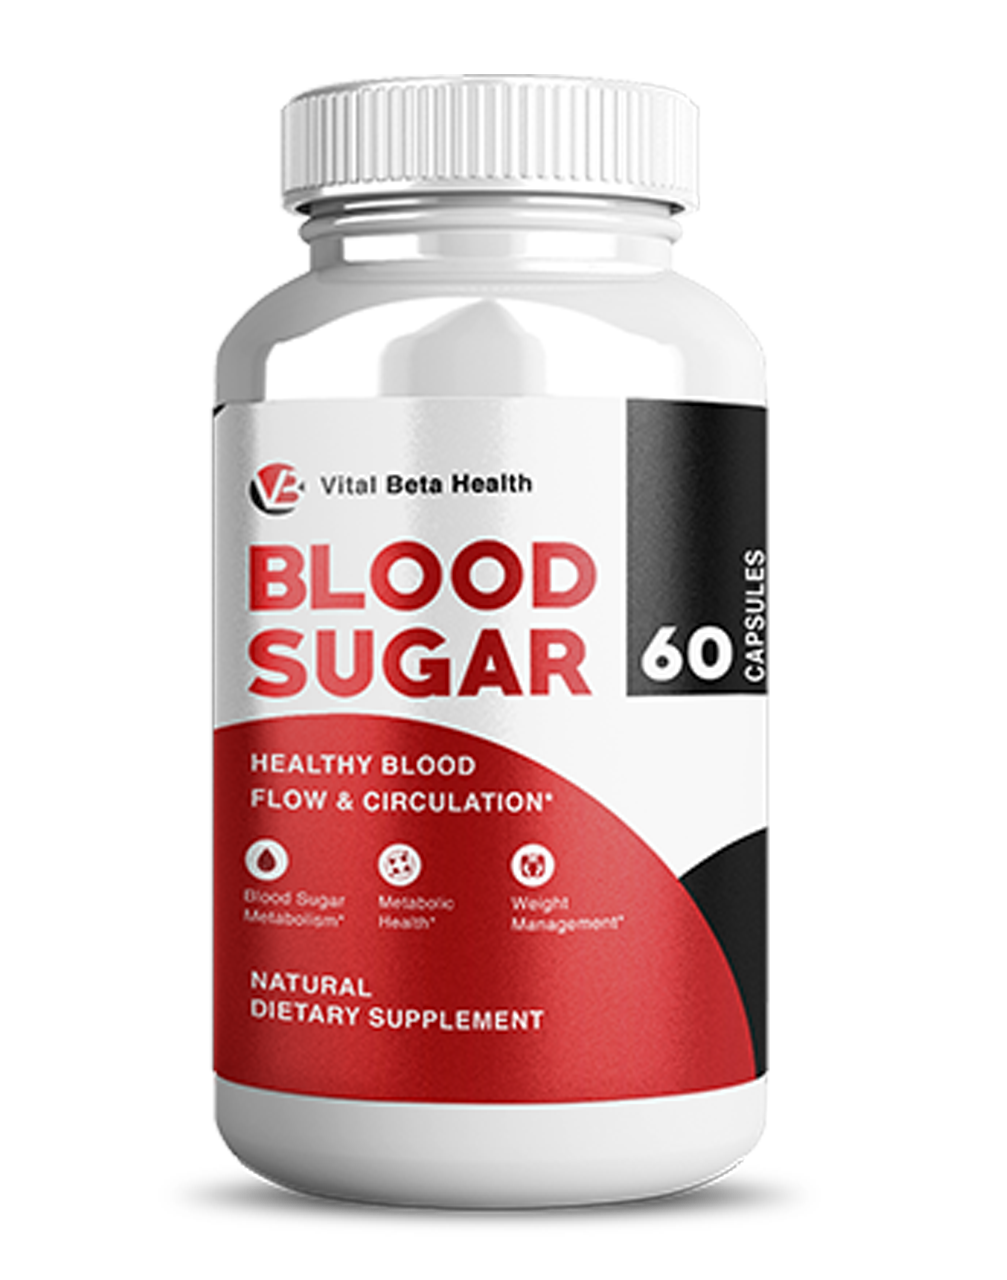 VB
Vital Beta Health
BLOOD
SUGAR
60
CAPSULES
HEALTHY BLOOD
FLOW & CIRCULATION*
Blood Sugar
Metabolism*
Metabolic
Health*
Weight
Management*
NATURAL
DIETARY SUPPLEMENT